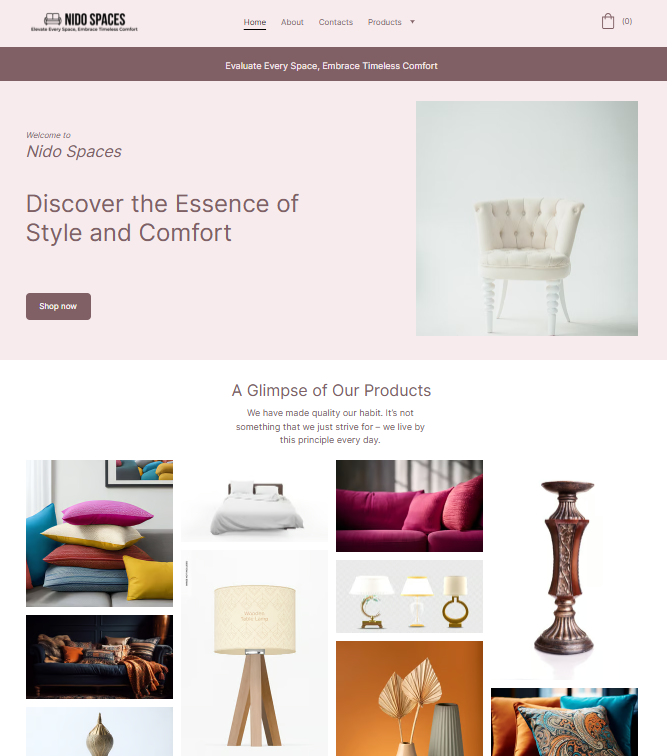 NIDO SPACES
Elevate Every Space, Embrace Timeless Comfort
Home About Contacts Products (0)
Evaluate Every Space, Embrace Timeless Comfort
Welcome to
Nido Spaces
Discover the Essence of
Style and Comfort
Shop now
A Glimpse of Our Products
We have made quality our habit. It's not
something that we just strive for – we live by
this principle every day.
Wooden
Table Lamp